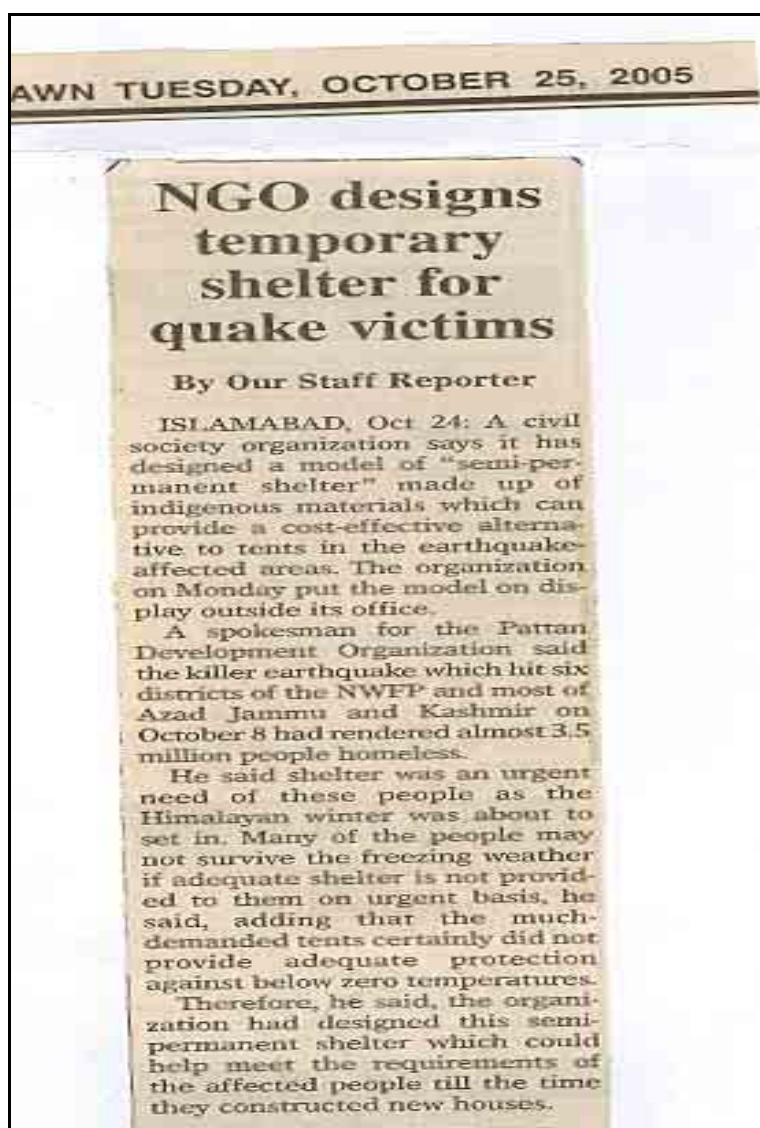 AWN TUESDAY, OCTOBER 25, 2005
NGO designs
temporary
shelter for
quake victims
By Our Staff Reporter
ISLAMABAD, Oct 24: A civil
society organization says it has
designed a model of "semi-per-
manent shelter" made up of
indigenous materials which can
provide a cost-effective alterna-
tive to tents in the earthquake-
affected areas. The organization
on Monday put the model on dis-
play outside its office.
A spokesman for the Pattan
Development Organization said
the killer earthquake which hit six
districts of the NWFP and most of
Azad Jammu and Kashmir on
October 8 had rendered almost 3.5
million people homeless.
He said shelter was an urgent
need of these people as the
Himalayan winter was about to
set in. Many of the people may
not survive the freezing weather
if adequate shelter is not provid-
ed to them on urgent basis, he
said, adding that the much-
demanded tents certainly did not
provide adequate protection
against below zero temperatures.
Therefore, he said, the organi-
zation had designed this semi-
permanent shelter which could
help meet the requirements of
the affected people till the time
they constructed new houses.